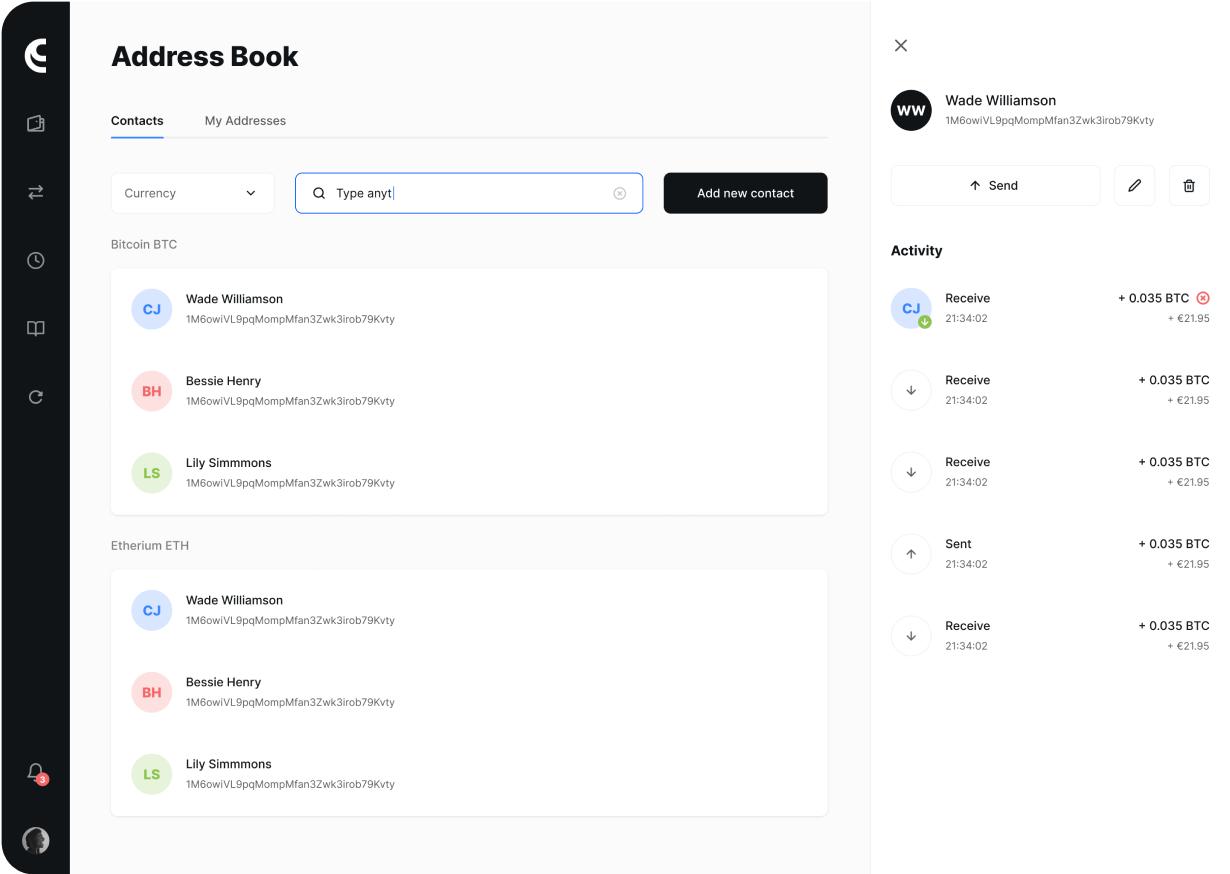 Address Book
Contacts
My Addresses
Currency
Type anyt
Add new contact
Bitcoin BTC
CJ
Wade Williamson
1M6owiVL9pqMompMfan3Zwk3irob79Kvty
BH
Bessie Henry
1M6owiVL9pqMompMfan3Zwk3irob79Kvty
LS
Lily Simmmons
1M6owiVL9pqMompMfan3Zwk3irob79Kvty
Etherium ETH
CJ
Wade Williamson
1M6owiVL9pqMompMfan3Zwk3irob79Kvty
BH
Bessie Henry
1M6owiVL9pqMompMfan3Zwk3irob79Kvty
LS
Lily Simmmons
1M6owiVL9pqMompMfan3Zwk3irob79Kvty
3
WW
Wade Williamson
1M6owiVL9pqMompMfan3Zwk3irob79Kvty
Send
Activity
CJ
Receive + 0.035 BTC
21:34:02 + €21.95
Receive + 0.035 BTC
21:34:02 + €21.95
Receive + 0.035 BTC
21:34:02 + €21.95
Sent + 0.035 BTC
21:34:02 + €21.95
Receive + 0.035 BTC
21:34:02 + €21.95